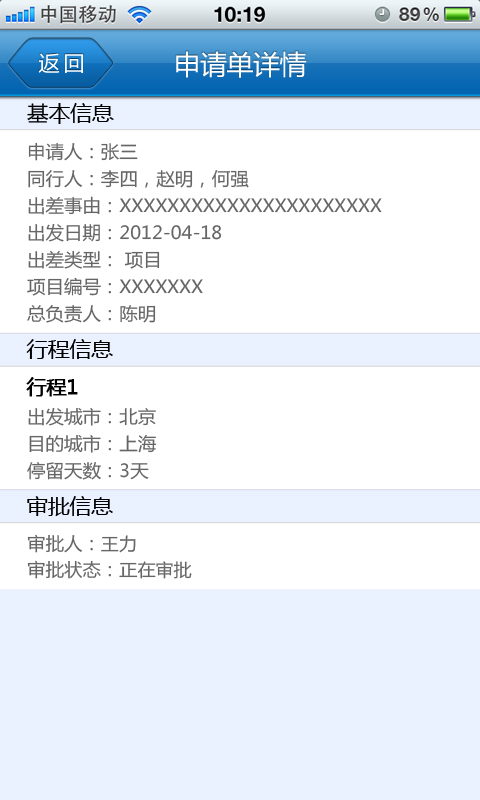 中国移动 10:19 89%
返回 申请单详情
基本信息
申请人：张三
同行人：李四，赵明，何强
出差事由：XXXXXXXXXXXXXXXXXXXXXX
出发日期：2012-04-18
出差类型： 项目
项目编号：XXXXXXX
总负责人：陈明
行程信息
行程1
出发城市：北京
目的城市：上海
停留天数：3天
审批信息
审批人：王力
审批状态：正在审批